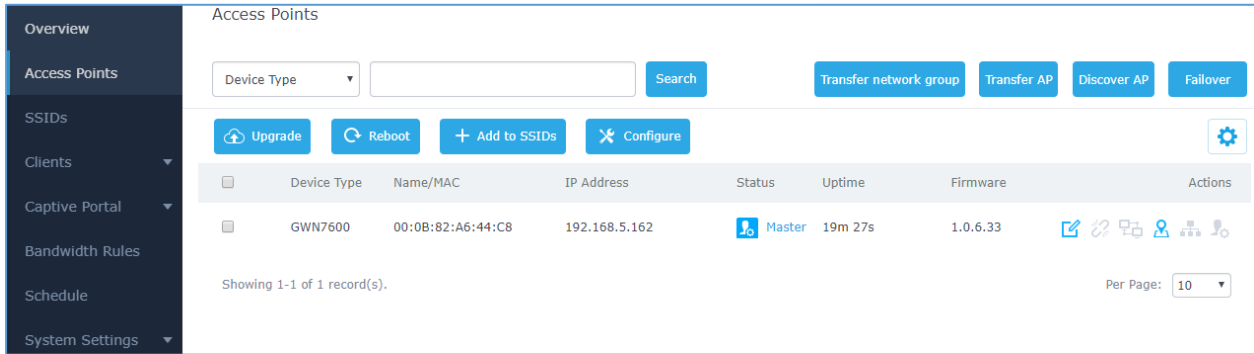 Overview
Access Points
SSIDs
Clients
Captive Portal
Bandwidth Rules
Schedule
System Settings
Access Points
Device Type Search Transfer network group Transfer AP Discover AP Failover
Upgrade Reboot Add to SSIDs Configure
Device Type Name/MAC IP Address Status Uptime Firmware Actions
GWN7600 00:0B:82:A6:44:C8 192.168.5.162 Master 19m 27s 1.0.6.33
Showing 1-1 of 1 record(s). Per Page: 10